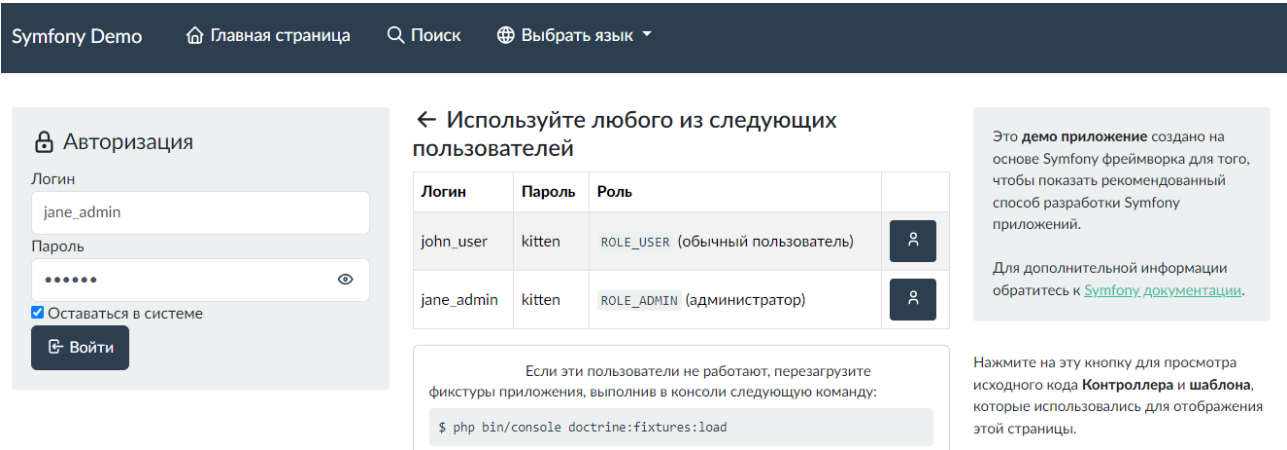 Symfony Demo Главная страница Поиск Выбрать язык
Авторизация
Логин
jane_admin
Пароль
••••••
Оставаться в системе
Войти
← Используйте любого из следующих
пользователей
Логин Пароль Роль
john_user kitten ROLE_USER (обычный пользователь)
jane_admin kitten ROLE_ADMIN (администратор)
Если эти пользователи не работают, перезагрузите
фикстуры приложения, выполнив в консоли следующую команду:
$ php bin/console doctrine:fixtures:load
Это демо приложение создано на
основе Symfony фреймворка для того,
чтобы показать рекомендованный
способ разработки Symfony
приложений.
Для дополнительной информации
обратитесь к Symfony документации.
Нажмите на эту кнопку для просмотра
исходного кода Контроллера и шаблона,
которые использовались для отображения
этой страницы.